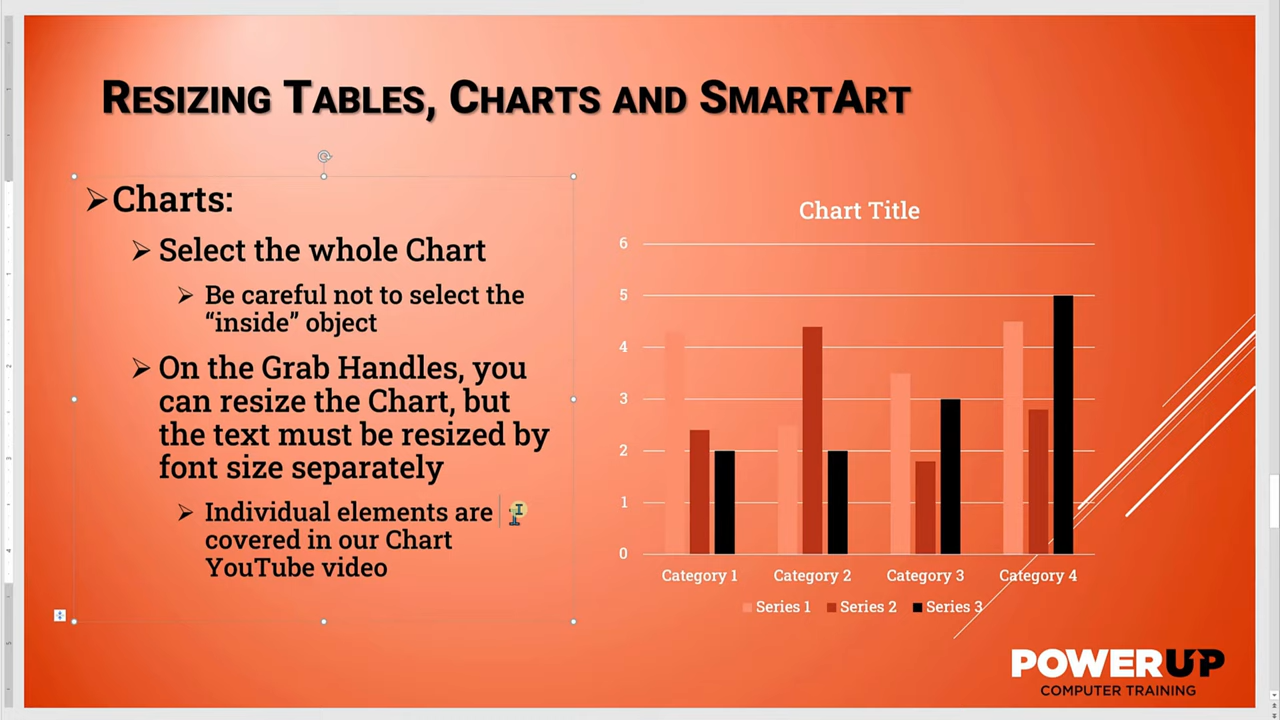 RESIZING TABLES, CHARTS AND SMARTART
Charts:
Select the whole Chart
Be careful not to select the
“inside” object
On the Grab Handles, you
can resize the Chart, but
the text must be resized by
font size separately
Individual elements are
covered in our Chart
YouTube video
Chart Title
6
5
4
3
2
1
0
Category 1 Category 2 Category 3 Category 4
Series 1 Series 2 Series 3
POWERUP
COMPUTER TRAINING